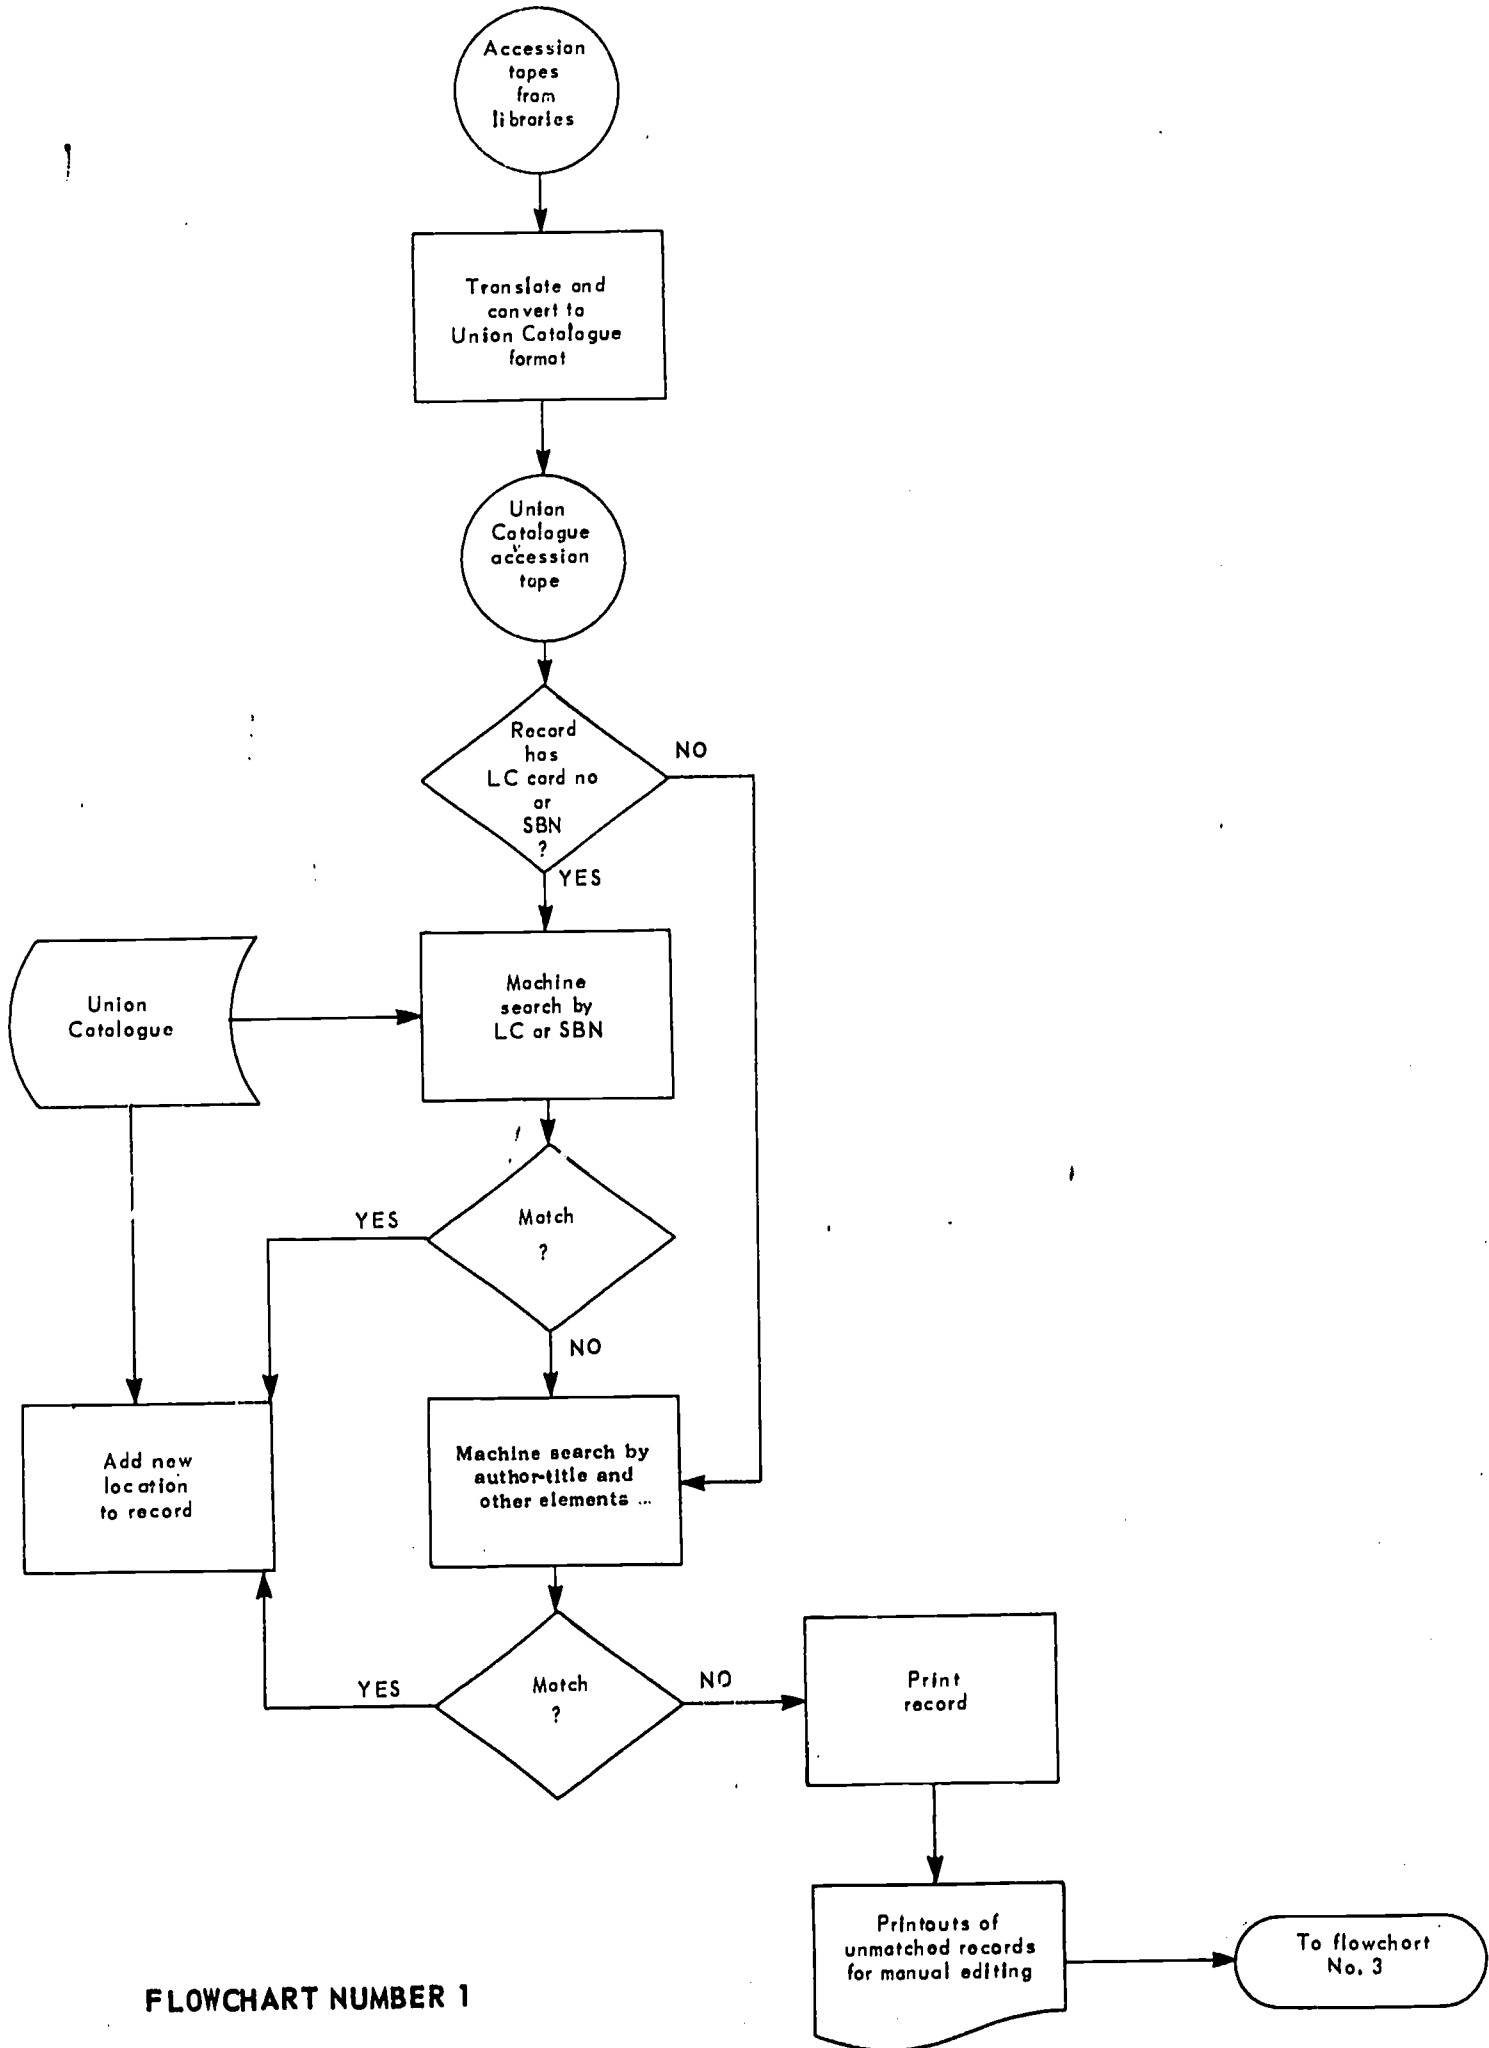 Accession
tapes
from
libraries
Translate and
convert to
Union Catalogue
format
Union
Catalogue
accession
tape
Record
has
LC card no
or
SBN
?
NO
YES
Union
Catalogue
Machine
search by
LC or SBN
YES
Match
?
NO
Add new
location
to record
Machine search by
author-title and
other elements ...
YES
Match
?
NO
Print
record
Printouts of
unmatched records
for manual editing
To flowchart
No. 3
FLOWCHART NUMBER 1